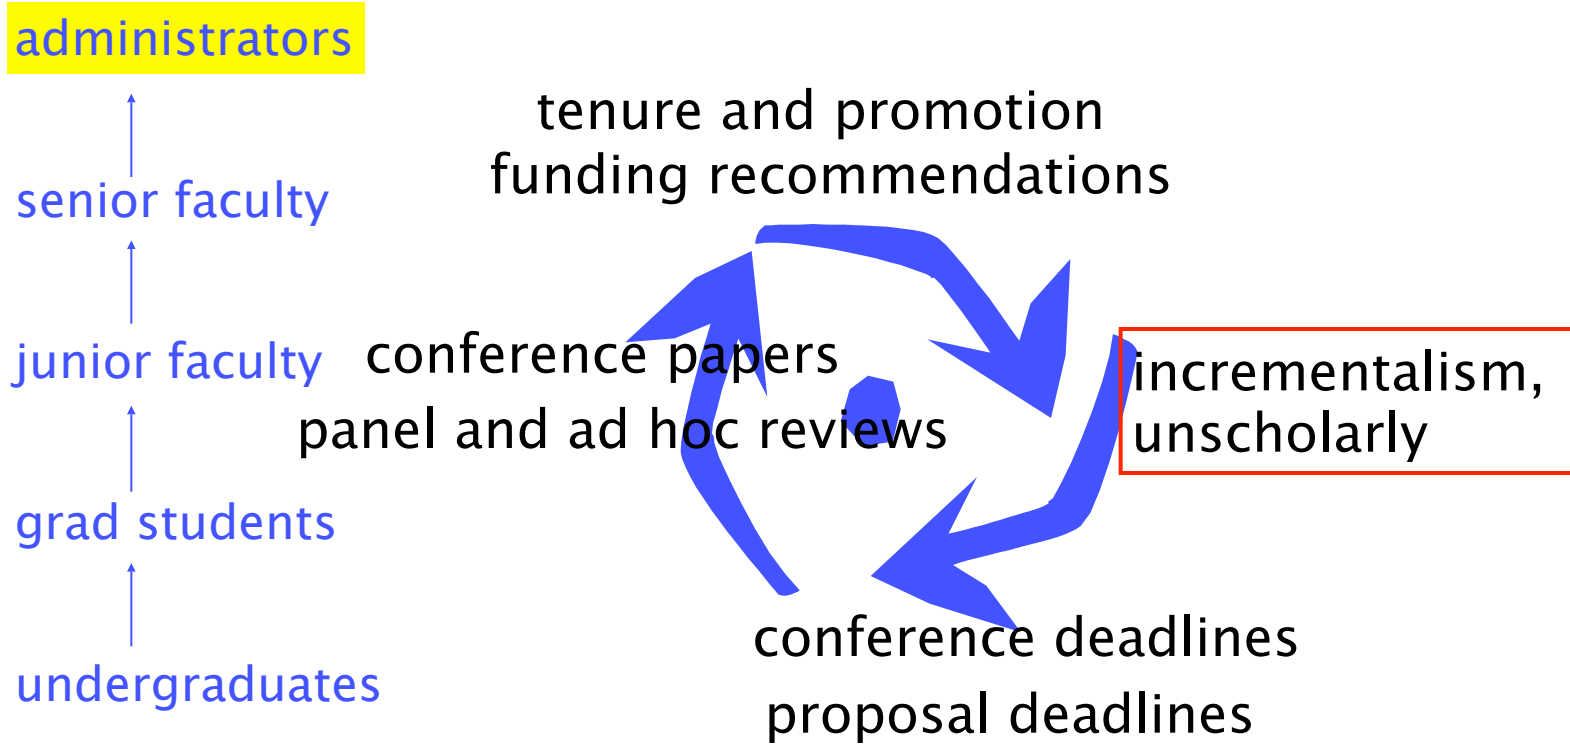 administrators
senior faculty
junior faculty
grad students
undergraduates
tenure and promotion
funding recommendations
conference papers
panel and ad hoc reviews
incrementalism,
unscholarly
conference deadlines
proposal deadlines